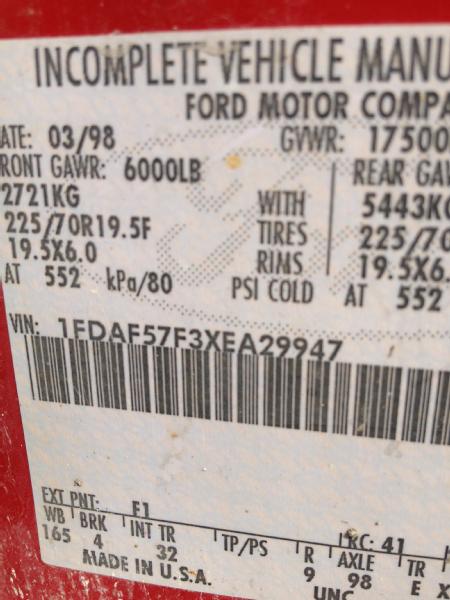 INCOMPLETE VEHICLE MANU
FORD MOTOR COMPA
ATE: 03/98 GVWR: 17500
RONT GAWR: 6000LB REAR GAW
2721KG WITH 5443KG
225/70R19.5F TIRES 225/70
19.5X6.0 RIMS 19.5X6.
AT 552 kPa/80 PSI COLD AT 552
VIN: 1FDAF57F3XEA29947
EXT PNT: F1 RC: 41
WB BRK INT TR TP/PS R AXLE TR
165 4 32 9 98 E X
MADE IN U.S.A. UNC